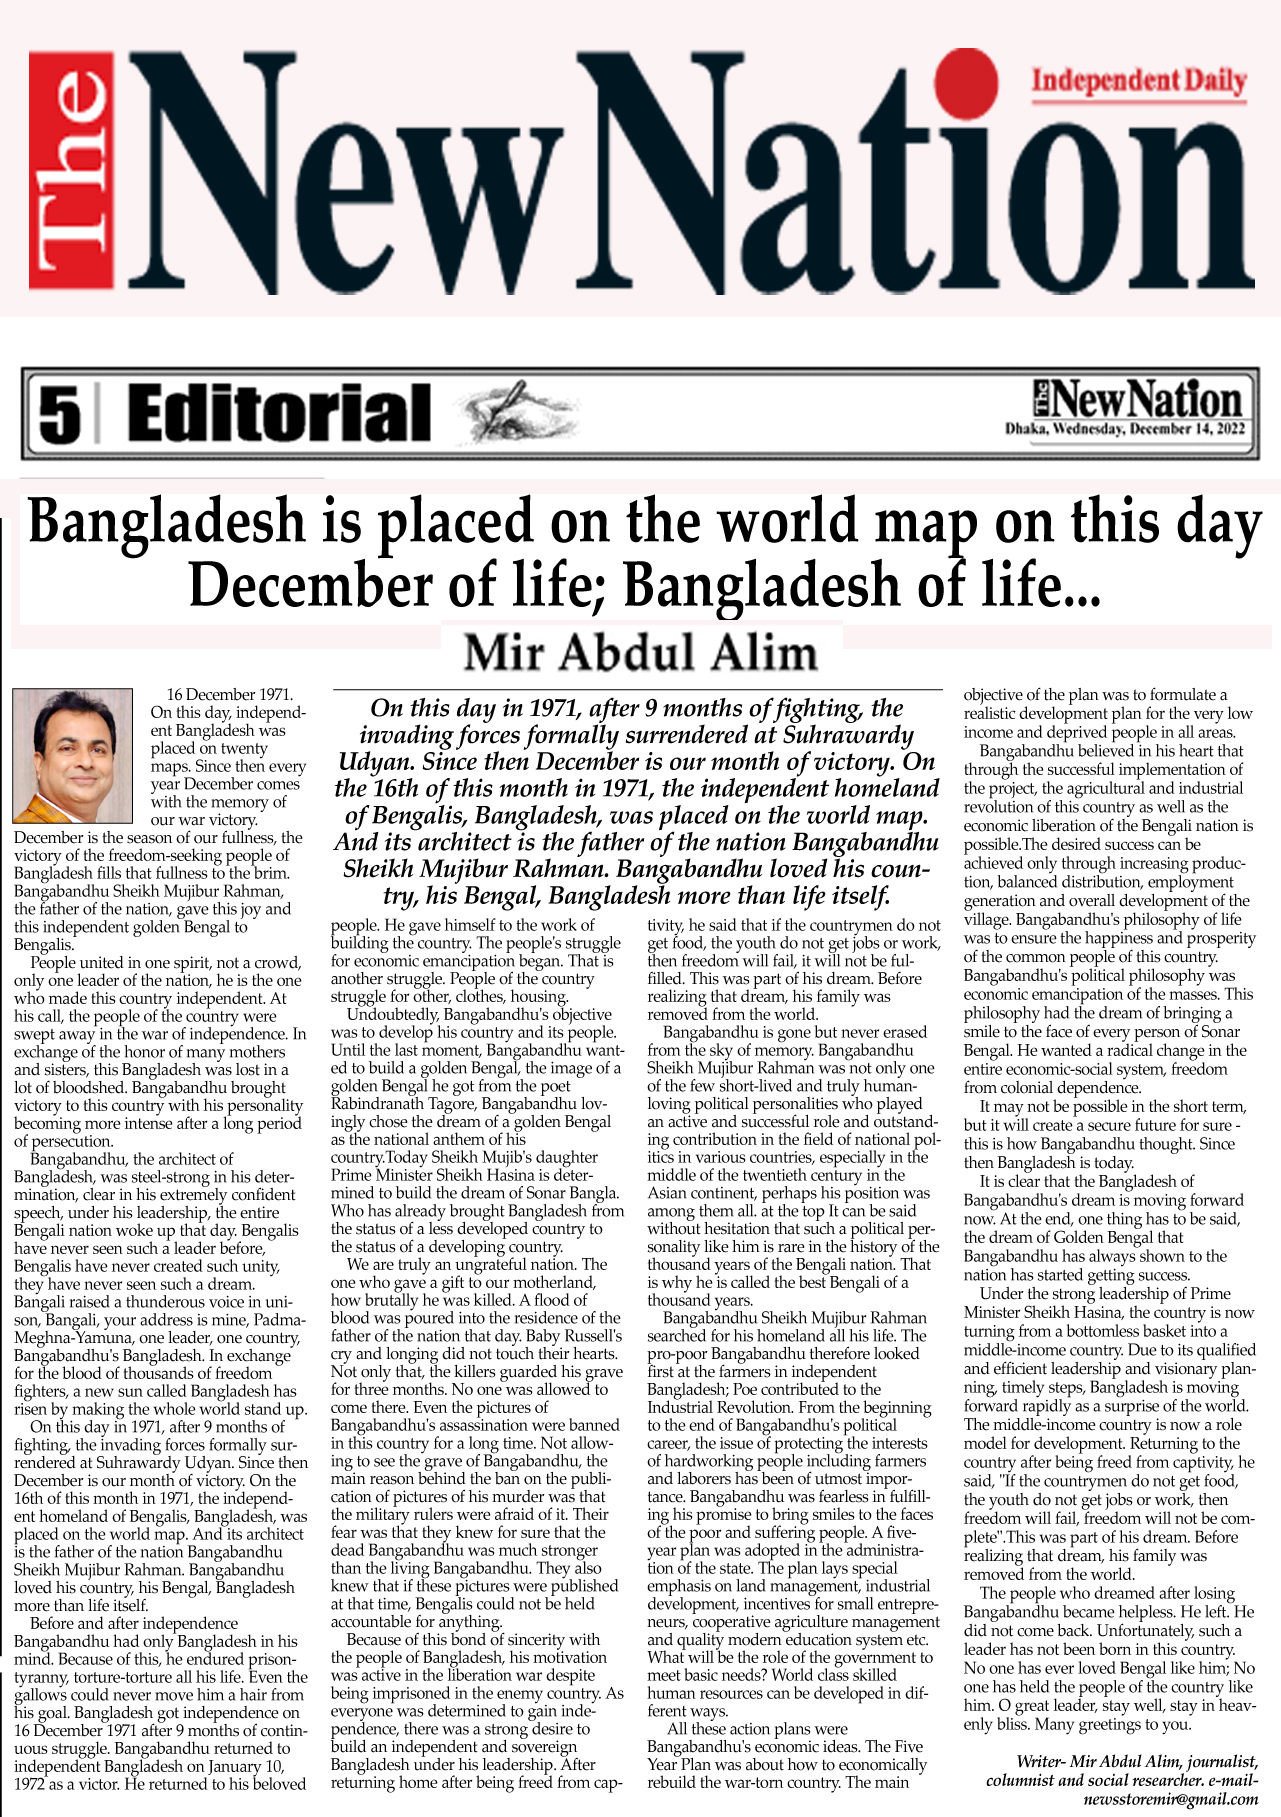 The New Nation
Independent Daily
5 | Editorial
The New Nation
Dhaka, Wednesday, December 14, 2022
Bangladesh is placed on the world map on this day
December of life; Bangladesh of life...
Mir Abdul Alim
16 December 1971.
On this day, independ-
ent Bangladesh was
placed on twenty
maps. Since then every
year December comes
with the memory of
our war victory.
December is the season of our fullness, the
victory of the freedom-seeking people of
Bangladesh fills that fullness to the brim.
Bangabandhu Sheikh Mujibur Rahman,
the father of the nation, gave this joy and
this independent golden Bengal to
Bengalis.
People united in one spirit, not a crowd,
only one leader of the nation, he is the one
who made this country independent. At
his call, the people of the country were
swept away in the war of independence. In
exchange of the honor of many mothers
and sisters, this Bangladesh was lost in a
lot of bloodshed. Bangabandhu brought
victory to this country with his personality
becoming more intense after a long period
of persecution.
Bangabandhu, the architect of
Bangladesh, was steel-strong in his deter-
mination, clear in his extremely confident
speech, under his leadership, the entire
Bengali nation woke up that day. Bengalis
have never seen such a leader before,
Bengalis have never created such unity,
they have never seen such a dream.
Bangali raised a thunderous voice in uni-
son, Bangali, your address is mine, Padma-
Meghna-Yamuna, one leader, one country,
Bangabandhu's Bangladesh. In exchange
for the blood of thousands of freedom
fighters, a new sun called Bangladesh has
risen by making the whole world stand up.
On this day in 1971, after 9 months of
fighting, the invading forces formally sur-
rendered at Suhrawardy Udyan. Since then
December is our month of victory. On the
16th of this month in 1971, the independ-
ent homeland of Bengalis, Bangladesh, was
placed on the world map. And its architect
is the father of the nation Bangabandhu
Sheikh Mujibur Rahman. Bangabandhu
loved his country, his Bengal, Bangladesh
more than life itself.
Before and after independence
Bangabandhu had only Bangladesh in his
mind. Because of this, he endured prison-
tyranny, torture-torture all his life. Even the
gallows could never move him a hair from
his goal. Bangladesh got independence on
16 December 1971 after 9 months of contin-
uous struggle. Bangabandhu returned to
independent Bangladesh on January 10,
1972 as a victor. He returned to his beloved
On this day in 1971, after 9 months of fighting, the
invading forces formally surrendered at Suhrawardy
Udyan. Since then December is our month of victory. On
the 16th of this month in 1971, the independent homeland
of Bengalis, Bangladesh, was placed on the world map.
And its architect is the father of the nation Bangabandhu
Sheikh Mujibur Rahman. Bangabandhu loved his coun-
try, his Bengal, Bangladesh more than life itself.
people. He gave himself to the work of
building the country. The people's struggle
for economic emancipation began. That is
another struggle. People of the country
struggle for other, clothes, housing.
Undoubtedly, Bangabandhu's objective
was to develop his country and its people.
Until the last moment, Bangabandhu want-
ed to build a golden Bengal, the image of a
golden Bengal he got from the poet
Rabindranath Tagore, Bangabandhu lov-
ingly chose the dream of a golden Bengal
as the national anthem of his
country.Today Sheikh Mujib's daughter
Prime Minister Sheikh Hasina is deter-
mined to build the dream of Sonar Bangla.
Who has already brought Bangladesh from
the status of a less developed country to
the status of a developing country.
We are truly an ungrateful nation. The
one who gave a gift to our motherland,
how brutally he was killed. A flood of
blood was poured into the residence of the
father of the nation that day. Baby Russell's
cry and longing did not touch their hearts.
Not only that, the killers guarded his grave
for three months. No one was allowed to
come there. Even the pictures of
Bangabandhu's assassination were banned
in this country for a long time. Not allow-
ing to see the grave of Bangabandhu, the
main reason behind the ban on the publi-
cation of pictures of his murder was that
the military rulers were afraid of it. Their
fear was that they knew for sure that the
dead Bangabandhu was much stronger
than the living Bangabandhu. They also
knew that if these pictures were published
at that time, Bengalis could not be held
accountable for anything.
Because of this bond of sincerity with
the people of Bangladesh, his motivation
was active in the liberation war despite
being imprisoned in the enemy country. As
everyone was determined to gain inde-
pendence, there was a strong desire to
build an independent and sovereign
Bangladesh under his leadership. After
returning home after being freed from cap-
tivity, he said that if the countrymen do not
get food, the youth do not get jobs or work,
then freedom will fail, it will not be ful-
filled. This was part of his dream. Before
realizing that dream, his family was
removed from the world.
Bangabandhu is gone but never erased
from the sky of memory. Bangabandhu
Sheikh Mujibur Rahman was not only one
of the few short-lived and truly human-
loving political personalities who played
an active and successful role and outstand-
ing contribution in the field of national pol-
itics in various countries, especially in the
middle of the twentieth century in the
Asian continent, perhaps his position was
among them all. at the top It can be said
without hesitation that such a political per-
sonality like him is rare in the history of the
thousand years of the Bengali nation. That
is why he is called the best Bengali of a
thousand years.
Bangabandhu Sheikh Mujibur Rahman
searched for his homeland all his life. The
pro-poor Bangabandhu therefore looked
first at the farmers in independent
Bangladesh; Poe contributed to the
Industrial Revolution. From the beginning
to the end of Bangabandhu's political
career, the issue of protecting the interests
of hardworking people including farmers
and laborers has been of utmost impor-
tance. Bangabandhu was fearless in fulfill-
ing his promise to bring smiles to the faces
of the poor and suffering people. A five-
year plan was adopted in the administra-
tion of the state. The plan lays special
emphasis on land management, industrial
development, incentives for small entrepre-
neurs, cooperative agriculture management
and quality modern education system etc.
What will be the role of the government to
meet basic needs? World class skilled
human resources can be developed in dif-
ferent ways.
All these action plans were
Bangabandhu's economic ideas. The Five
Year Plan was about how to economically
rebuild the war-torn country. The main
objective of the plan was to formulate a
realistic development plan for the very low
income and deprived people in all areas.
Bangabandhu believed in his heart that
through the successful implementation of
the project, the agricultural and industrial
revolution of this country as well as the
economic liberation of the Bengali nation is
possible.The desired success can be
achieved only through increasing produc-
tion, balanced distribution, employment
generation and overall development of the
village. Bangabandhu's philosophy of life
was to ensure the happiness and prosperity
of the common people of this country.
Bangabandhu's political philosophy was
economic emancipation of the masses. This
philosophy had the dream of bringing a
smile to the face of every person of Sonar
Bengal. He wanted a radical change in the
entire economic-social system, freedom
from colonial dependence.
It may not be possible in the short term,
but it will create a secure future for sure -
this is how Bangabandhu thought. Since
then Bangladesh is today.
It is clear that the Bangladesh of
Bangabandhu's dream is moving forward
now. At the end, one thing has to be said,
the dream of Golden Bengal that
Bangabandhu has always shown to the
nation has started getting success.
Under the strong leadership of Prime
Minister Sheikh Hasina, the country is now
turning from a bottomless basket into a
middle-income country. Due to its qualified
and efficient leadership and visionary plan-
ning, timely steps, Bangladesh is moving
forward rapidly as a surprise of the world.
The middle-income country is now a role
model for development. Returning to the
country after being freed from captivity, he
said, "If the countrymen do not get food,
the youth do not get jobs or work, then
freedom will fail, freedom will not be com-
plete".This was part of his dream. Before
realizing that dream, his family was
removed from the world.
The people who dreamed after losing
Bangabandhu became helpless. He left. He
did not come back. Unfortunately, such a
leader has not been born in this country.
No one has ever loved Bengal like him; No
one has held the people of the country like
him. O great leader, stay well, stay in heav-
enly bliss. Many greetings to you.
Writer- Mir Abdul Alim, journalist,
columnist and social researcher. e-mail-
newsstoremir@gmail.com